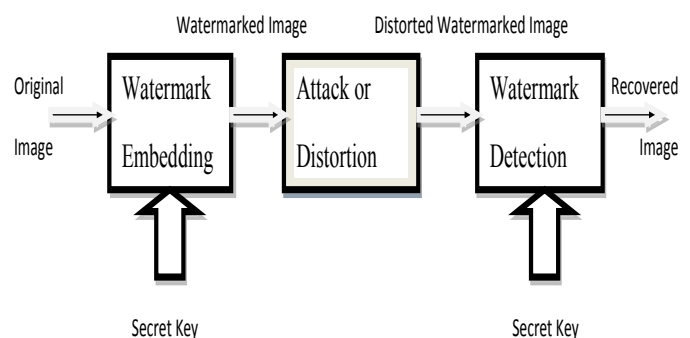 Watermarked Image
Distorted Watermarked Image
Original
Image
Watermark
Embedding
Attack or
Distortion
Watermark
Detection
Recovered
Image
Secret Key
Secret Key